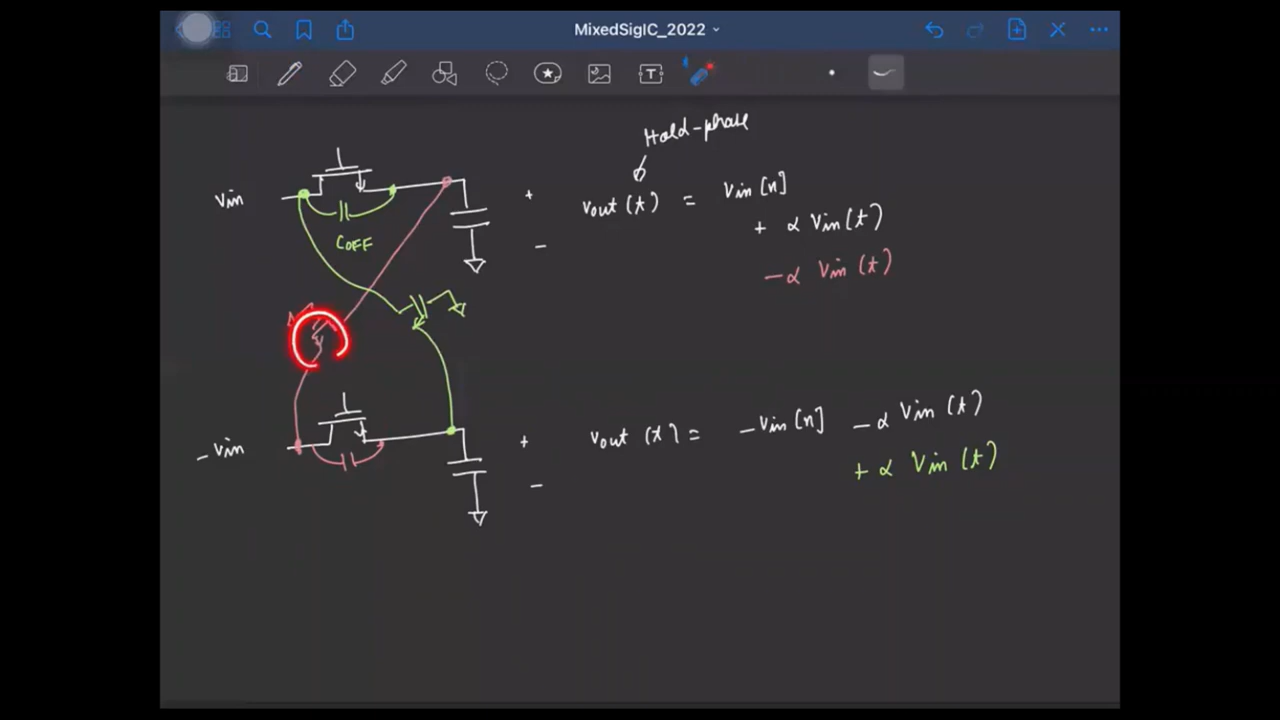 MixedSigIC_2022
Hold-phase
Vin
+
-
COFF
vout (t) = Vin[n]
+ α Vin (t)
- α Vin (t)
-Vin
+
-
vout (t) = -Vin[n] - α Vin (t)
+ α Vin (t)